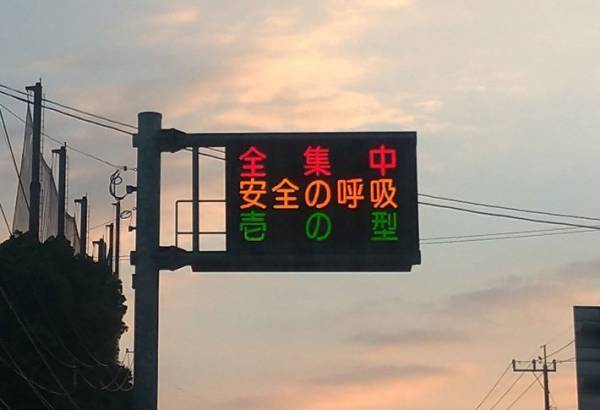 全集中
安全の呼吸
壱の型